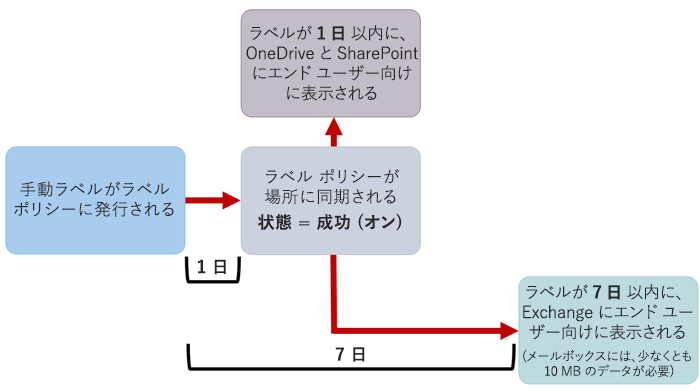 ラベルが 1 日 以内に、
OneDrive と SharePoint
にエンド ユーザー向け
に表示される
手動ラベルがラベル
ポリシーに発行される
ラベル ポリシーが
場所に同期される
状態 = 成功 (オン)
1 日
7 日
ラベルが 7 日 以内に、
Exchange にエンド ユー
ザー向けに表示される
(メールボックスには、少なくとも
10 MB のデータが必要)